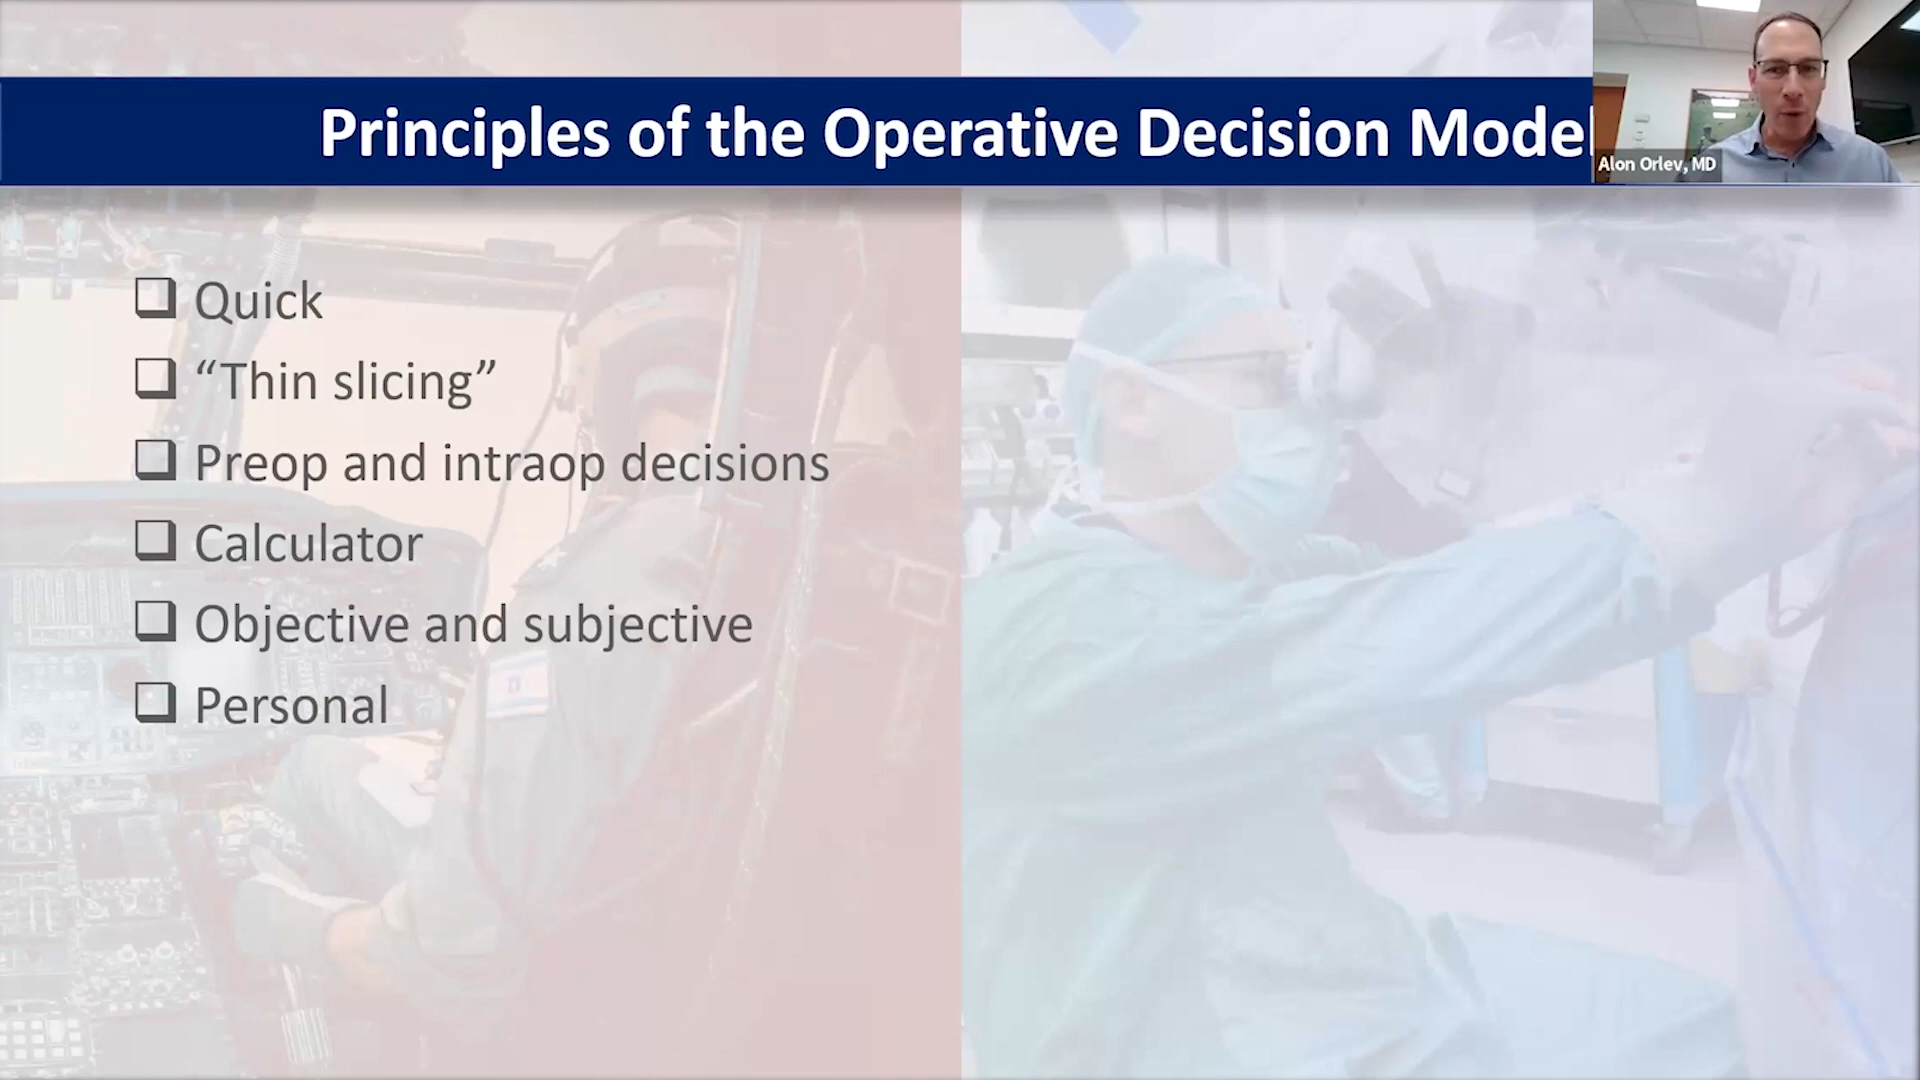 Principles of the Operative Decision Model
Alon Orlev, MD
Quick
“Thin slicing”
Preop and intraop decisions
Calculator
Objective and subjective
Personal